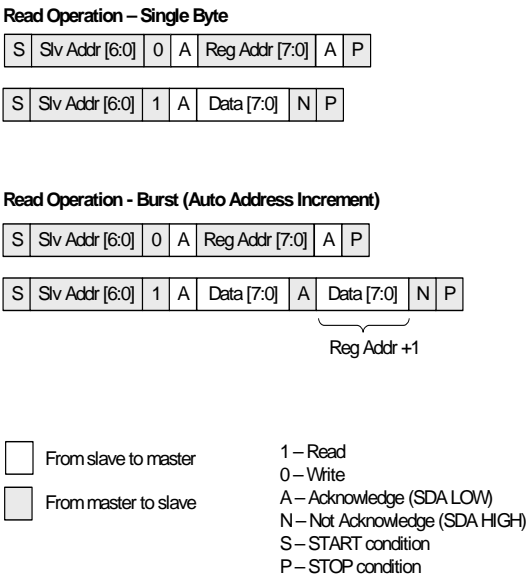 Read Operation – Single Byte
S Slv Addr [6:0] 0 A Reg Addr [7:0] A P
S Slv Addr [6:0] 1 A Data [7:0] N P
Read Operation - Burst (Auto Address Increment)
S Slv Addr [6:0] 0 A Reg Addr [7:0] A P
S Slv Addr [6:0] 1 A Data [7:0] A Data [7:0] N P
Reg Addr +1
From slave to master
From master to slave
1 – Read
0 – Write
A – Acknowledge (SDA LOW)
N – Not Acknowledge (SDA HIGH)
S – START condition
P – STOP condition